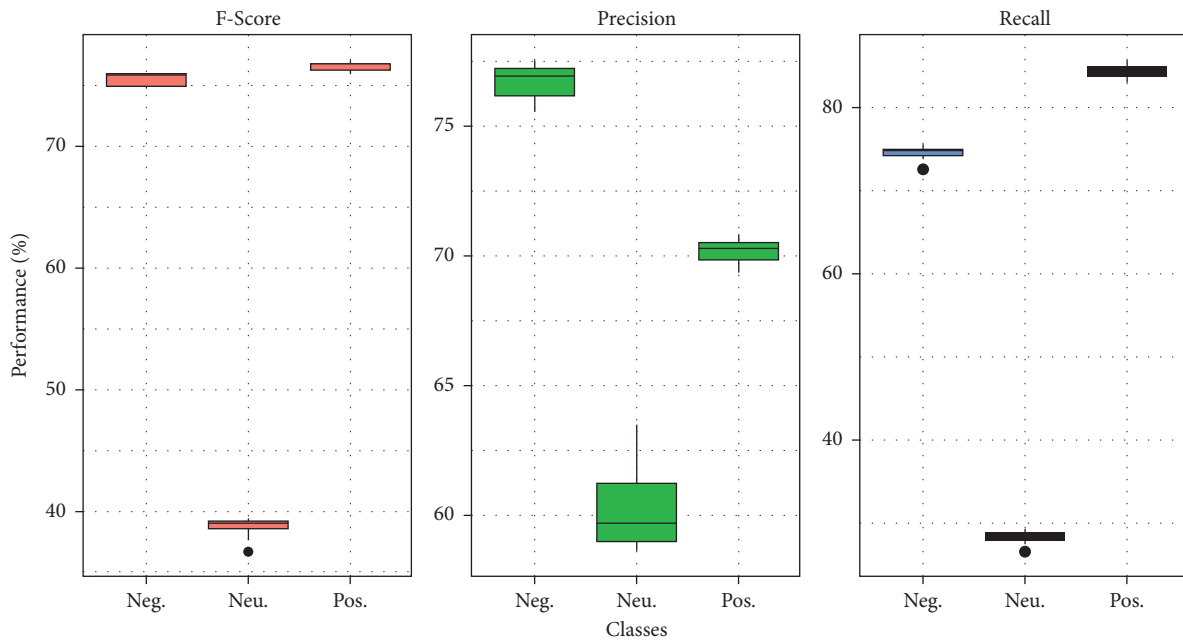 F-Score
Precision
Recall
Performance (%)
70
60
50
40
75
70
65
60
80
60
40
Neg. Neu. Pos.
Neg. Neu. Pos.
Neg. Neu. Pos.
Classes